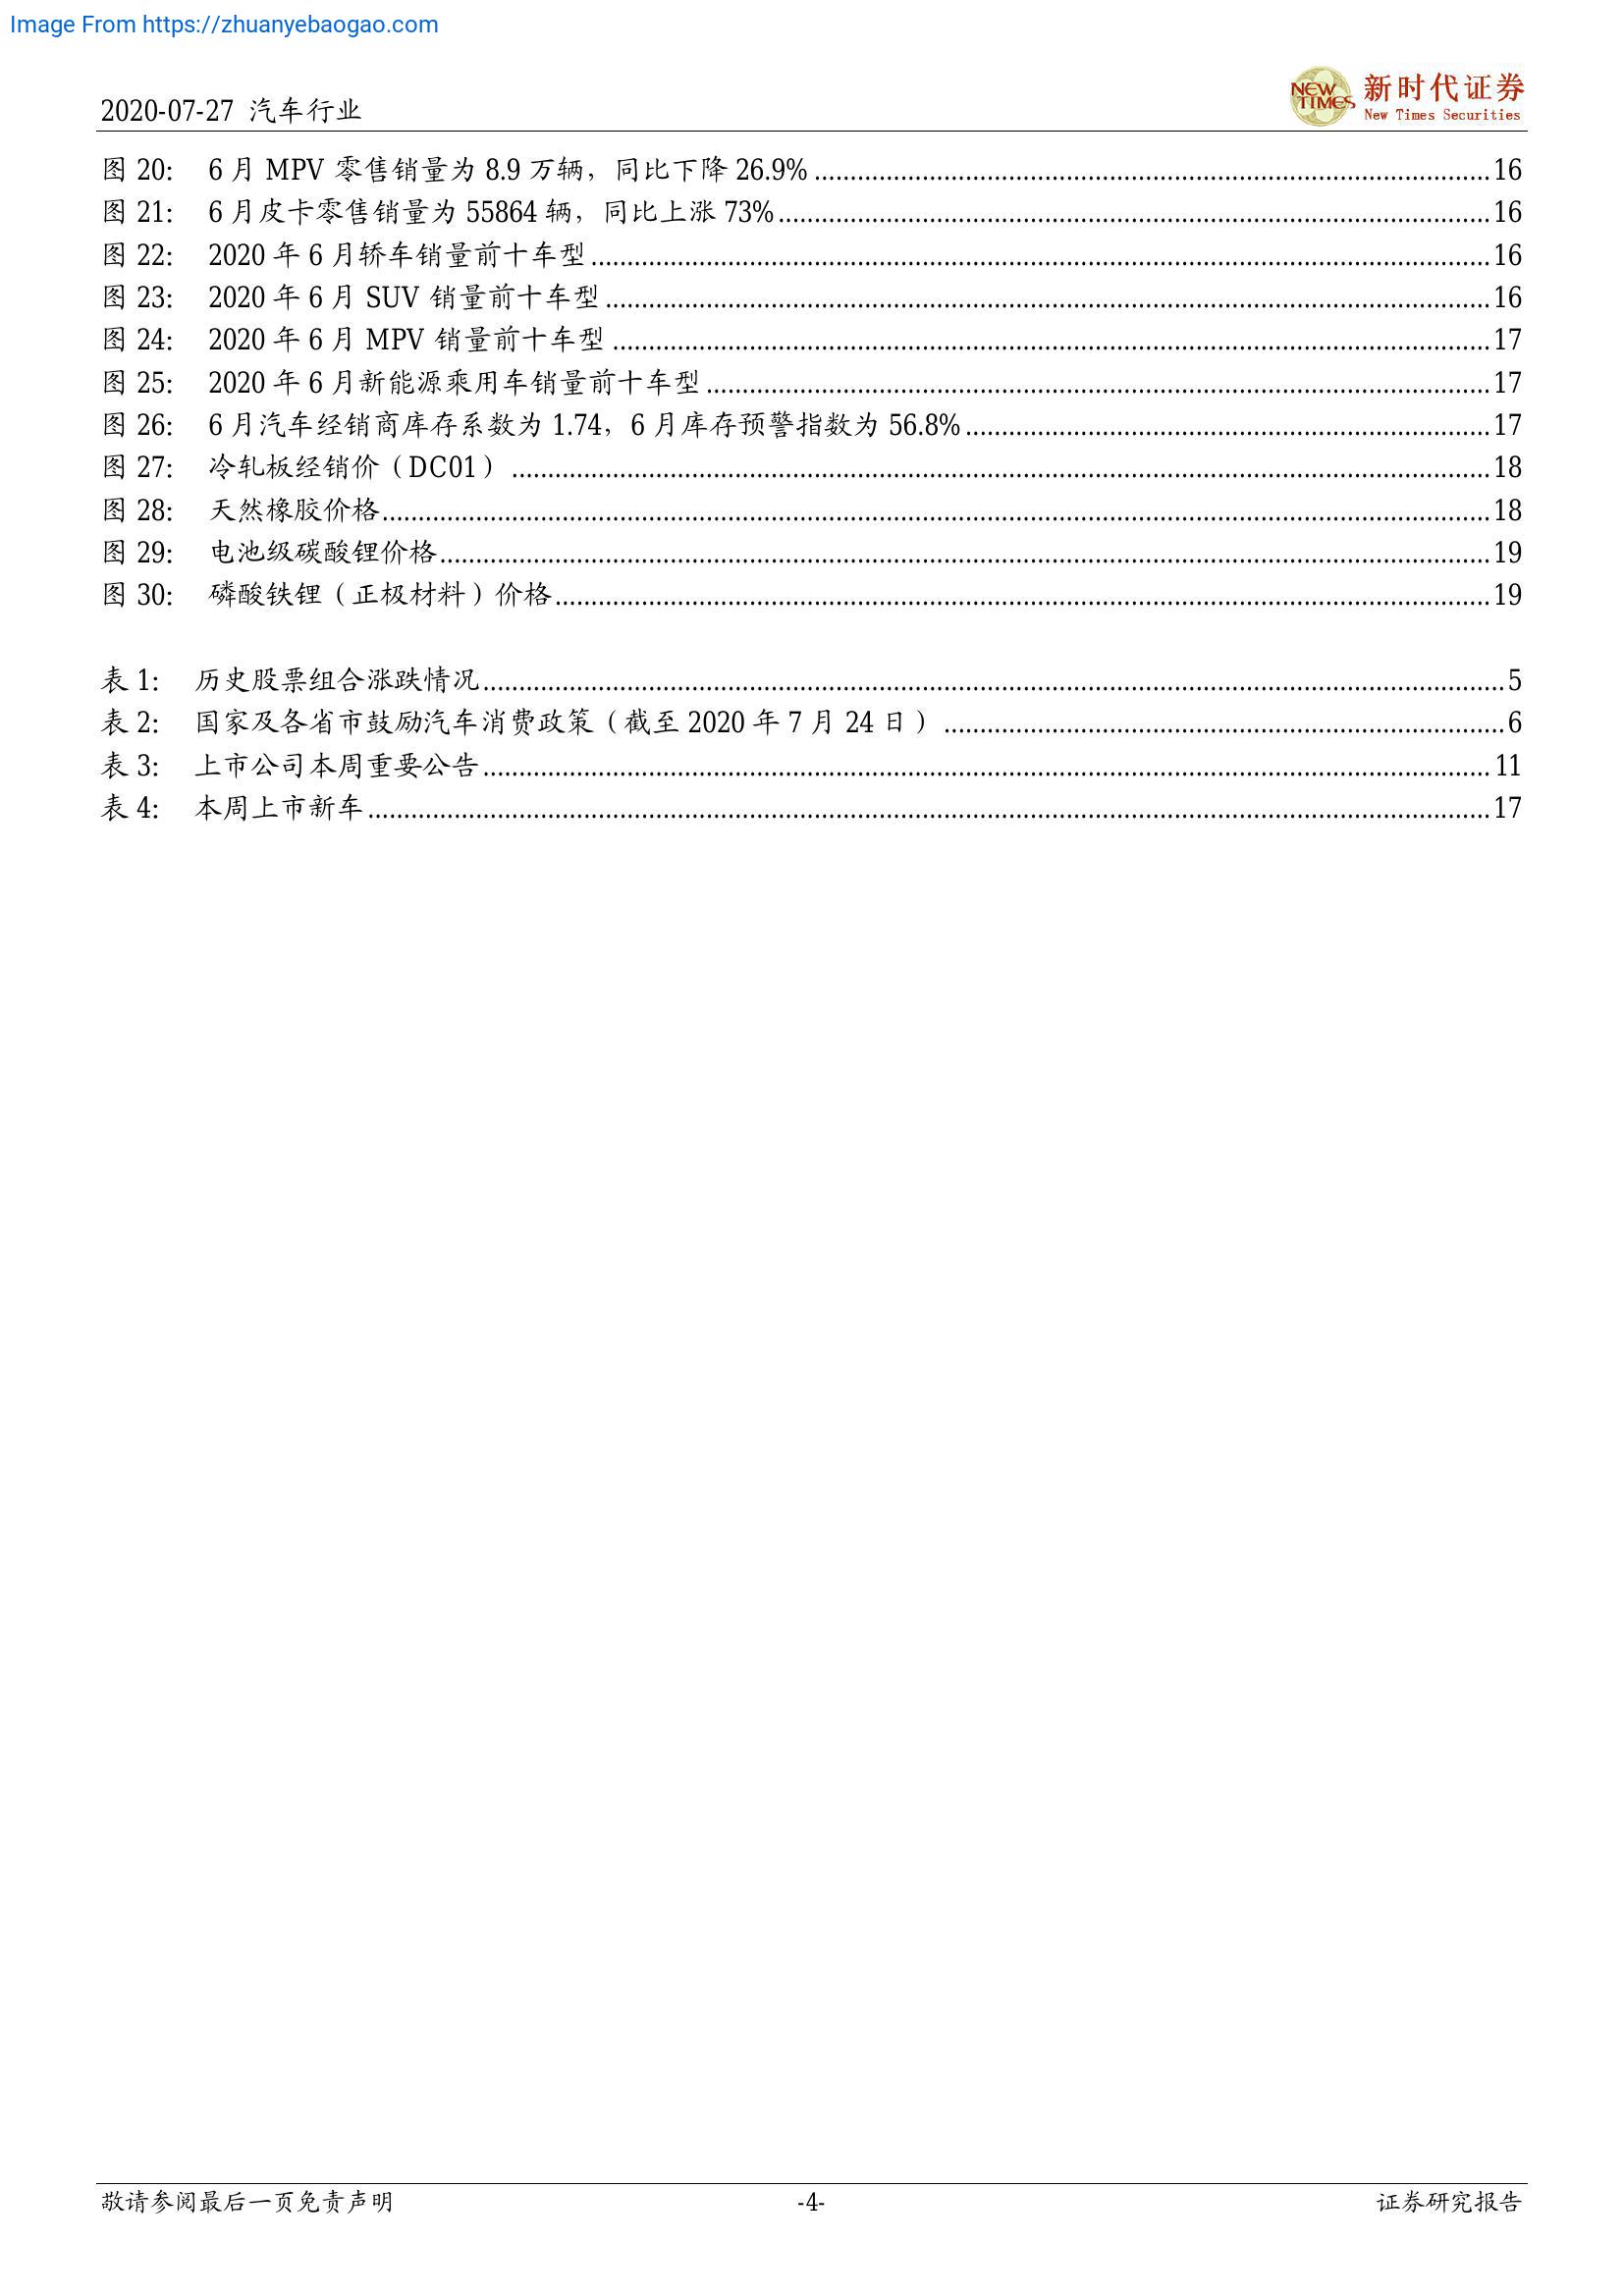 Image From https://zhuanyebaogao.com
2020-07-27 汽车行业
NEW TIMES 新时代证券
New Times Securities
图 20: 6 月 MPV 零售销量为 8.9 万辆，同比下降 26.9% 16
图 21: 6 月皮卡零售销量为 55864 辆，同比上涨 73% 16
图 22: 2020 年 6 月轿车销量前十车型 16
图 23: 2020 年 6 月 SUV 销量前十车型 16
图 24: 2020 年 6 月 MPV 销量前十车型 17
图 25: 2020 年 6 月新能源乘用车销量前十车型 17
图 26: 6 月汽车经销商库存系数为 1.74，6 月库存预警指数为 56.8% 17
图 27: 冷轧板经销价（DC01） 18
图 28: 天然橡胶价格 18
图 29: 电池级碳酸锂价格 19
图 30: 磷酸铁锂（正极材料）价格 19
表 1: 历史股票组合涨跌情况 5
表 2: 国家及各省市鼓励汽车消费政策（截至 2020 年 7 月 24 日） 6
表 3: 上市公司本周重要公告 11
表 4: 本周上市新车 17
敬请参阅最后一页免责声明 -4- 证券研究报告